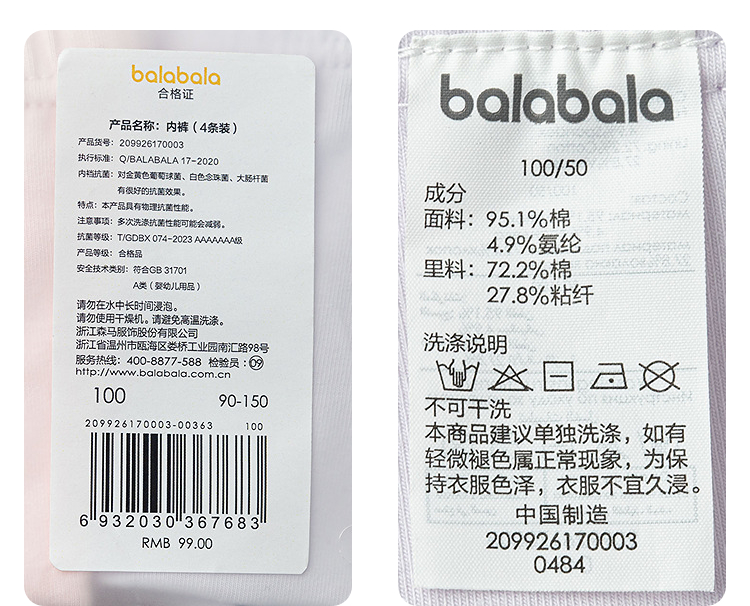 balabala
合格证
产品名称：内裤（4条装）
产品货号：209926170003
执行标准：Q/BALABALA 17-2020
内裆抗菌：对金黄色葡萄球菌、白色念珠菌、大肠杆菌
有很好的抗菌效果。
特点：本产品具有物理抗菌性能。
注意事项：多次洗涤抗菌性能可能会减弱。
抗菌等级：T/GDBX 074-2023 AAAAAAA级
产品等级：合格品
安全技术类别：符合GB 31701
A类（婴幼儿用品）
请勿在水中长时间浸泡。
请勿使用干燥机。请避免高温洗涤。
浙江森马服饰股份有限公司
浙江省温州市瓯海区娄桥工业园南汇路98号
服务热线：400-8877-588 检验员：09
http://www.balabala.com.cn
100 90-150
209926170003-00363 100
6 932030 367683
RMB 99.00
balabala
100/50
成分
面料：95.1%棉
4.9%氨纶
里料：72.2%棉
27.8%粘纤
洗涤说明
不可干洗
本商品建议单独洗涤，如有
轻微褪色属正常现象，为保
持衣服色泽，衣服不宜久浸。
中国制造
209926170003
0484